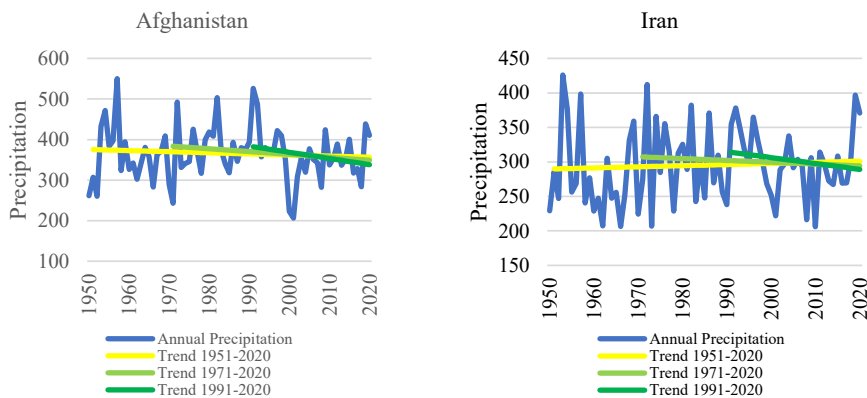 Afghanistan
Precipitation
600
500
400
300
200
100
1950
1960
1970
1980
1990
2000
2010
2020
Annual Precipitation
Trend 1951-2020
Trend 1971-2020
Trend 1991-2020
Iran
Precipitation
450
400
350
300
250
200
150
1950
1960
1970
1980
1990
2000
2010
2020
Annual Precipitation
Trend 1951-2020
Trend 1971-2020
Trend 1991-2020